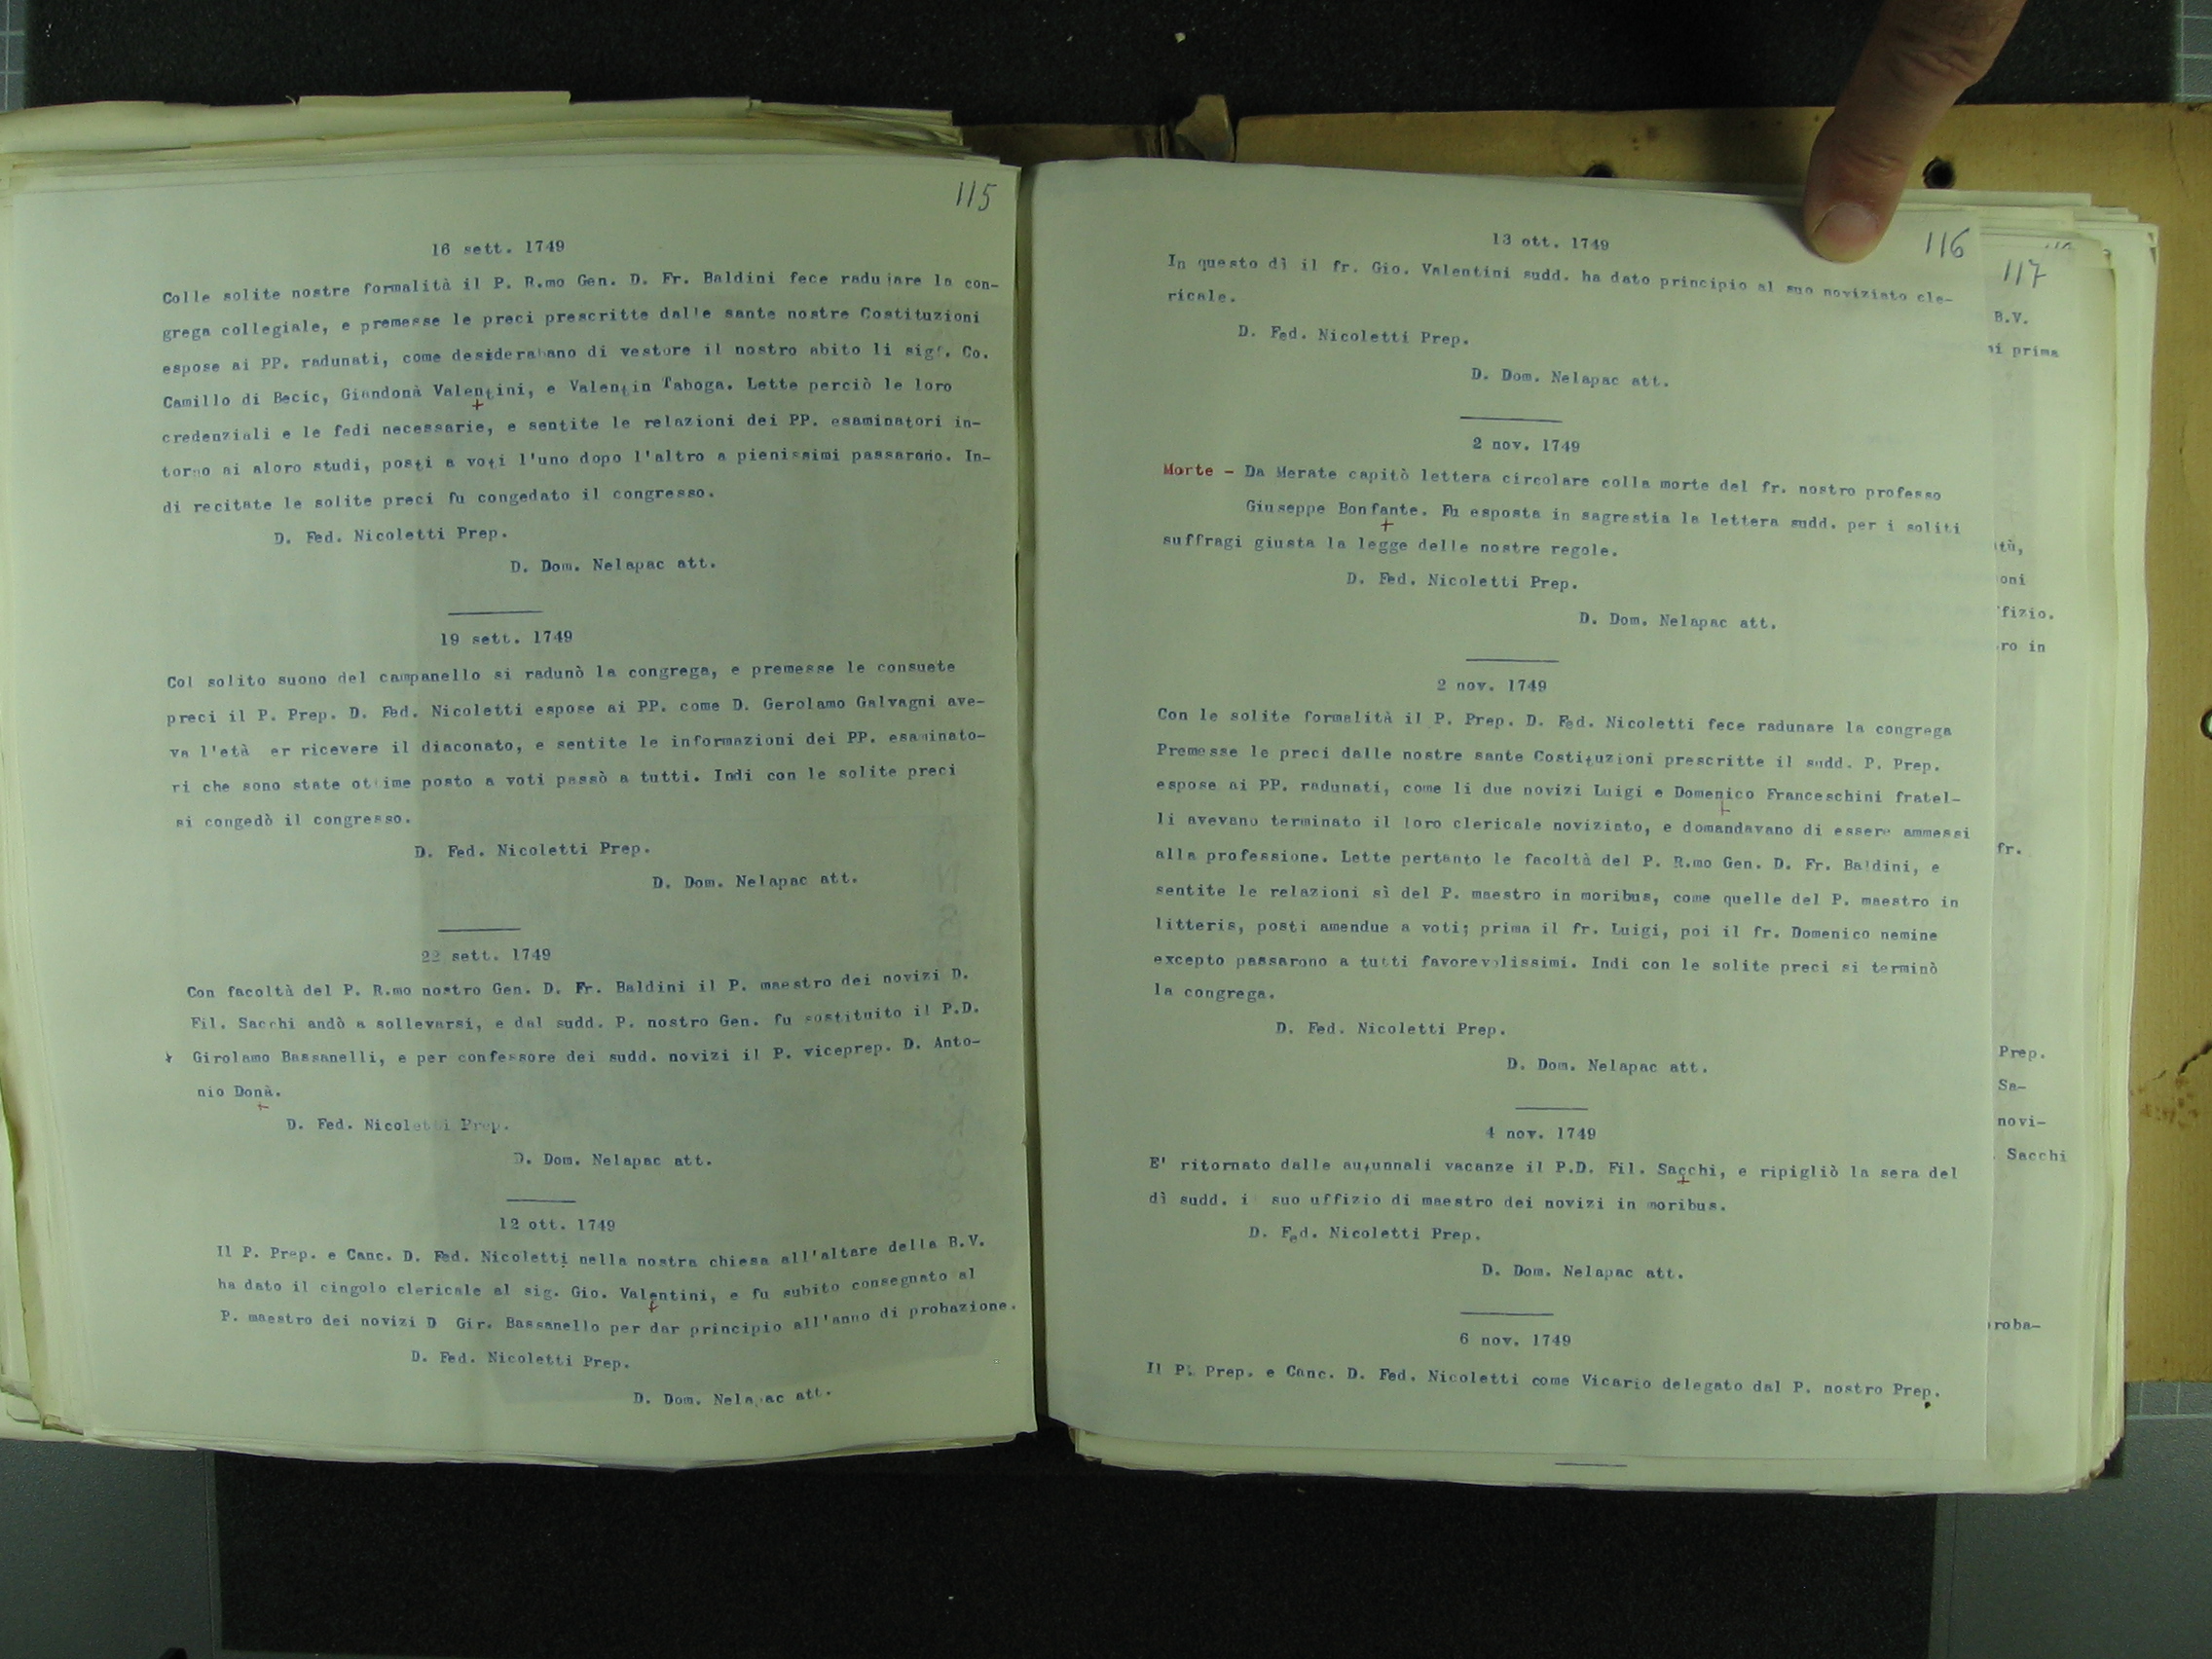 115
16 sett. 1749
Colle solite nostre formalità il P. R.mo Gen. D. Fr. Baldini fece radunare la con-
grega collegiale, e premesse le preci prescritte dalle sante nostre Costituzioni
espose ai PP. radunati, come desideravano di vesture il nostro abito li sigg. Co.
Camillo di Becic, Giandonà Valentini, e Valentin Taboga. Lette perciò le loro
credenziali e le fedi necessarie, e sentite le relazioni dei PP. esaminatori in-
torno ai aloro studi, posti a voti l'uno dopo l'altro a pienissimi passarono. In-
di recitate le solite preci fu congedato il congresso.
D. Fed. Nicoletti Prep.
D. Dom. Nelapac att.
19 sett. 1749
Col solito suono del campanello si radunò la congrega, e premesse le consuete
preci il P. Prep. D. Fed. Nicoletti espose ai PP. come D. Gerolamo Galvagni ave-
va l'età er ricevere il diaconato, e sentite le informazioni dei PP. esaminato-
ri che sono state ottime posto a voti passò a tutti. Indi con le solite preci
si congedò il congresso.
D. Fed. Nicoletti Prep.
D. Dom. Nelapac att.
22 sett. 1749
Con facoltà del P. R.mo nostro Gen. D. Fr. Baldini il P. maestro dei novizi D.
Fil. Sacchi andò a sollevarsi, e dal sudd. P. nostro Gen. fu sostituito il P.D.
Girolamo Bassanelli, e per confessore dei sudd. novizi il P. viceprep. D. Anto-
nio Donà.
D. Fed. Nicoletti Prep.
D. Dom. Nelapac att.
12 ott. 1749
Il P. Prep. e Canc. D. Fed. Nicoletti nella nostra chiesa all'altare della B.V.
ha dato il cingolo clericale al sig. Gio. Valentini, e fu subito consegnato al
P. maestro dei novizi D Gir. Bassanello per dar principio all'anno di probazione.
D. Fed. Nicoletti Prep.
D. Dom. Nelapac att.
116
13 ott. 1749
In questo dì il fr. Gio. Valentini sudd. ha dato principio al suo noviziato cle-
ricale.
D. Fed. Nicoletti Prep.
D. Dom. Nelapac att.
2 nov. 1749
Morte - Da Merate capitò lettera circolare colla morte del fr. nostro professo
Giuseppe Bonfante. Fu esposta in sagrestia la lettera sudd. per i soliti
suffragi giusta la legge delle nostre regole.
D. Fed. Nicoletti Prep.
D. Dom. Nelapac att.
2 nov. 1749
Con le solite formalità il P. Prep. D. Fed. Nicoletti fece radunare la congrega
Premesse le preci dalle nostre sante Costituzioni prescritte il sudd. P. Prep.
espose ai PP. radunati, come li due novizi Luigi e Domenico Franceschini fratel-
li avevano terminato il loro clericale noviziato, e domandavano di essere ammessi
alla professione. Lette pertanto le facoltà del P. R.mo Gen. D. Fr. Baldini, e
sentite le relazioni sì del P. maestro in moribus, come quelle del P. maestro in
litteris, posti amendue a voti; prima il fr. Luigi, poi il fr. Domenico nemine
excepto passarono a tutti favorevolissimi. Indi con le solite preci si terminò
la congrega.
D. Fed. Nicoletti Prep.
D. Dom. Nelapac att.
4 nov. 1749
E' ritornato dalle autunnali vacanze il P.D. Fil. Sacchi, e ripigliò la sera del
dì sudd. i suo uffizio di maestro dei novizi in moribus.
D. Fed. Nicoletti Prep.
D. Dom. Nelapac att.
6 nov. 1749
Il P. Prep. e Canc. D. Fed. Nicoletti come Vicario delegato dal P. nostro Prep.
117
B.V.
prima
tù,
oni
fizio.
ro in
fr.
Prep.
Sa-
novi-
Sacchi
roba-